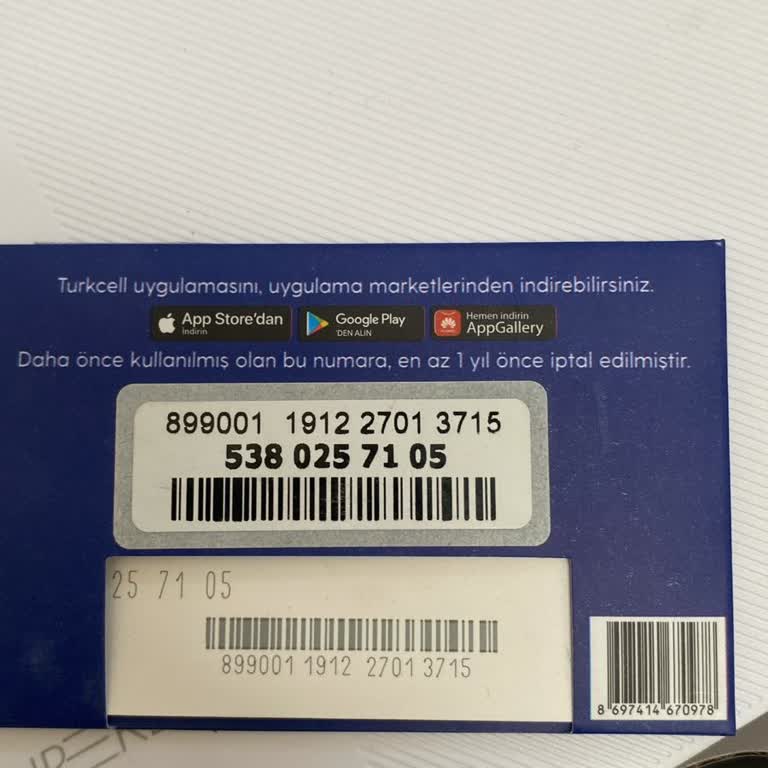 Turkcell uygulamasını, uygulama marketlerinden indirebilirsiniz.
App Store'dan
İndirin
Google Play
'DEN ALIN
Hemen indirin
AppGallery
Daha önce kullanılmış olan bu numara, en az 1 yıl önce iptal edilmiştir.
899001 1912 2701 3715
538 025 71 05
25 71 05
899001 1912 2701 3715
8 697414 670978